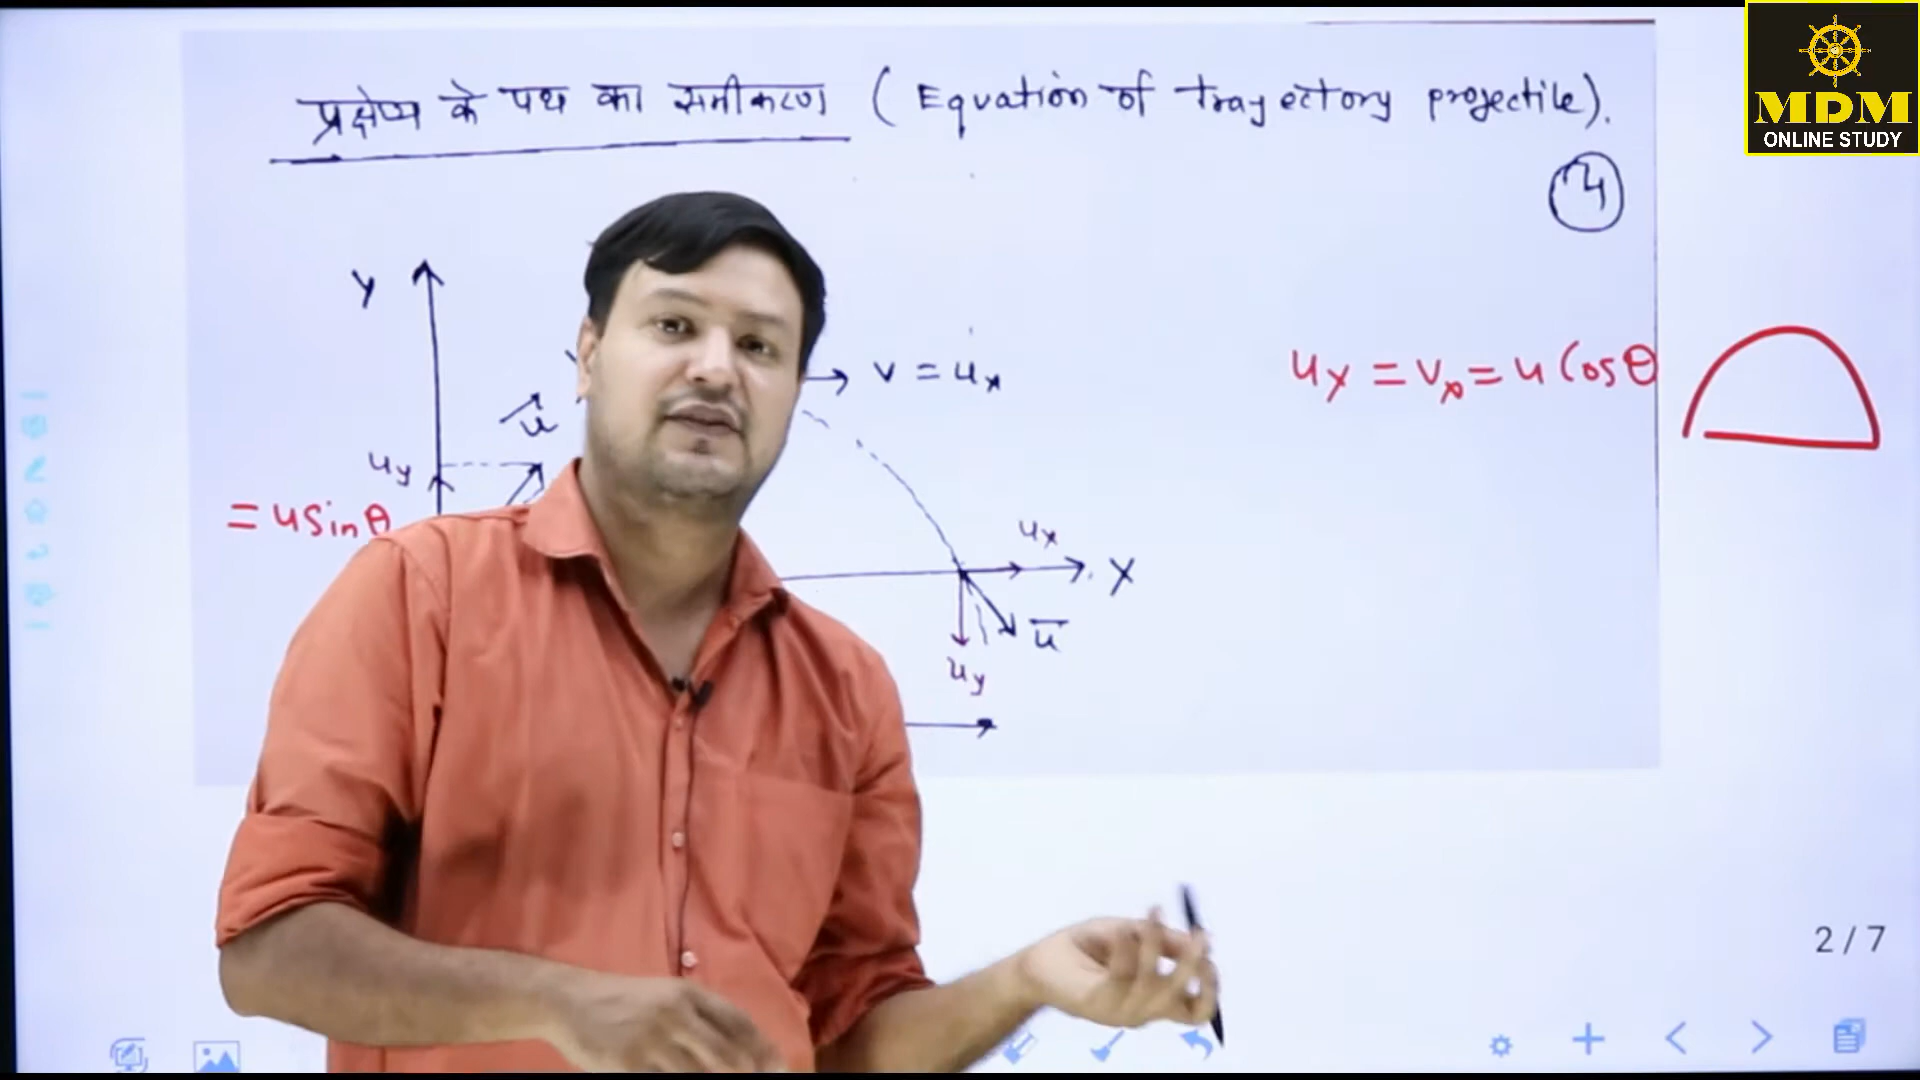 MDM
ONLINE STUDY
प्रक्षेप्य के पथ का समीकरण (Equation of trajectory projectile).
4
Y
v = ux
ux = vx = u Cosθ
u
uy
= u sinθ
ux
X
u
uy
2 / 7